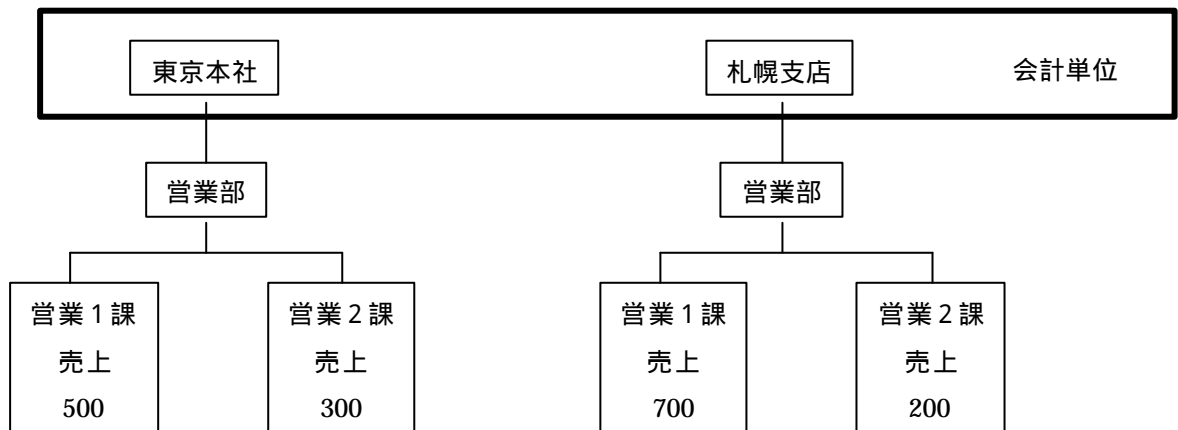 東京本社
札幌支店
会計単位
営業部
営業部
営業1課
売上
500
営業2課
売上
300
営業1課
売上
700
営業2課
売上
200